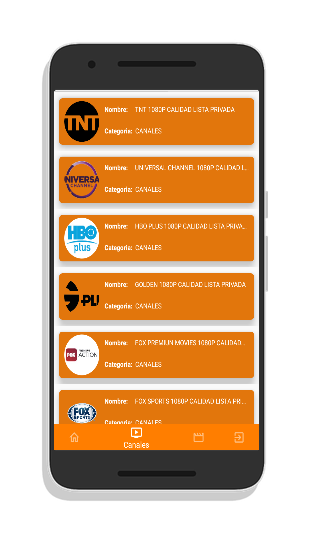 TNT
Nombre: TNT 1080P CALIDAD LISTA PRIVADA
Categoria: CANALES
NIVERSA
CHANNEL
Nombre: UNIVERSAL CHANNEL 1080P CALIDAD L...
Categoria: CANALES
HBO
plus
Nombre: HBO PLUS 1080P CALIDAD LISTA PRIVA...
Categoria: CANALES
-PLU
Nombre: GOLDEN 1080P CALIDAD LISTA PRIVADA
Categoria: CANALES
FOX
ACTION
Nombre: FOX PREMIUN MOVIES 1080P CALIDAD...
Categoria: CANALES
FOX
SPORTS
Nombre: FOX SPORTS 1080P CALIDAD LISTA PRI...
Categoria: CANALES
Canales